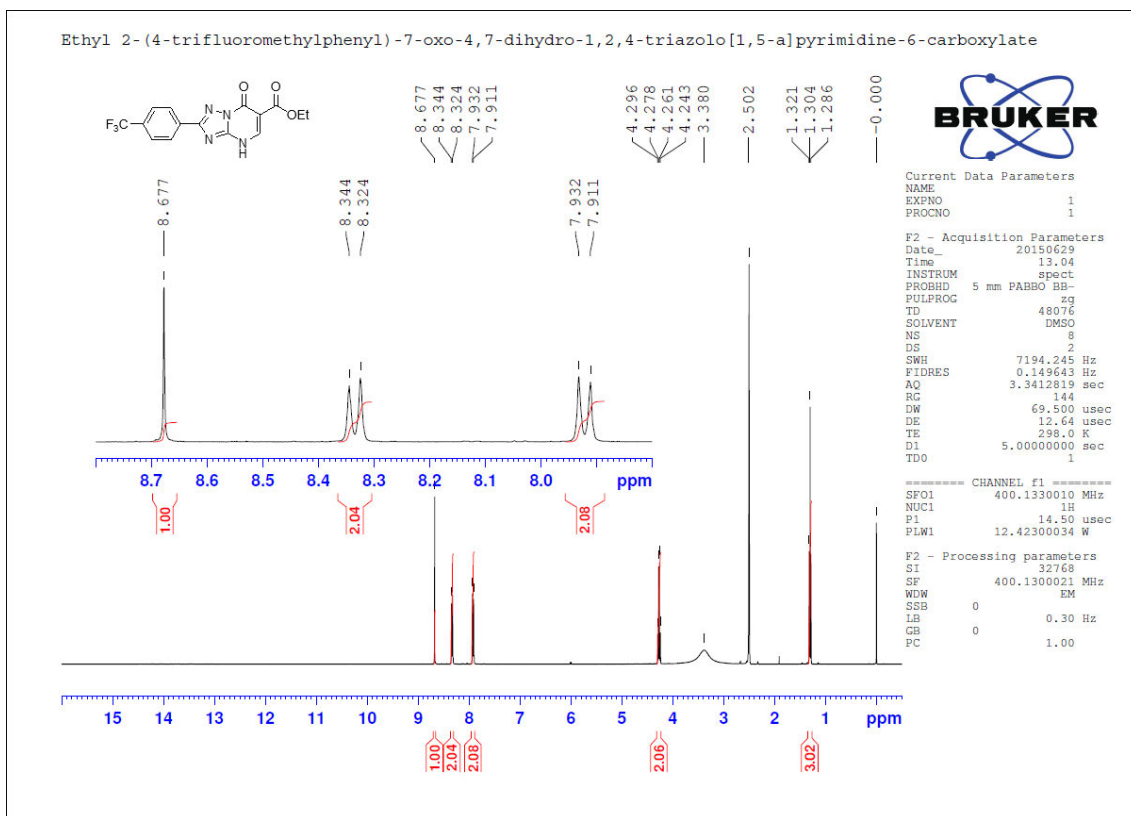 Ethyl 2-(4-trifluoromethylphenyl)-7-oxo-4,7-dihydro-1,2,4-triazolo[1,5-a]pyrimidine-6-carboxylate
O O
N N OEt
F3C
N N
H
8.677
8.344
8.324
7.932
7.911
4.296
4.278
4.261
4.243
3.380
2.502
1.321
1.304
1.286
-0.000
BRUKER
8.677
8.344
8.324
7.932
7.911
8.7 8.6 8.5 8.4 8.3 8.2 8.1 8.0 ppm
1.00
2.04
2.08
15 14 13 12 11 10 9 8 7 6 5 4 3 2 1 ppm
1.00
2.04
2.08
2.06
3.02
Current Data Parameters
NAME
EXPNO 1
PROCNO 1
F2 - Acquisition Parameters
Date_ 20150629
Time 13.04
INSTRUM spect
PROBHD 5 mm PABBO BB-
PULPROG zg
TD 48076
SOLVENT DMSO
NS 8
DS 2
SWH 7194.245 Hz
FIDRES 0.149643 Hz
AQ 3.3412819 sec
RG 144
DW 69.500 usec
DE 12.64 usec
TE 298.0 K
D1 5.00000000 sec
TD0 1
======== CHANNEL f1 ========
SFO1 400.1330010 MHz
NUC1 1H
P1 14.50 usec
PLW1 12.42300034 W
F2 - Processing parameters
SI 32768
SF 400.1300021 MHz
WDW EM
SSB 0
LB 0.30 Hz
GB 0
PC 1.00